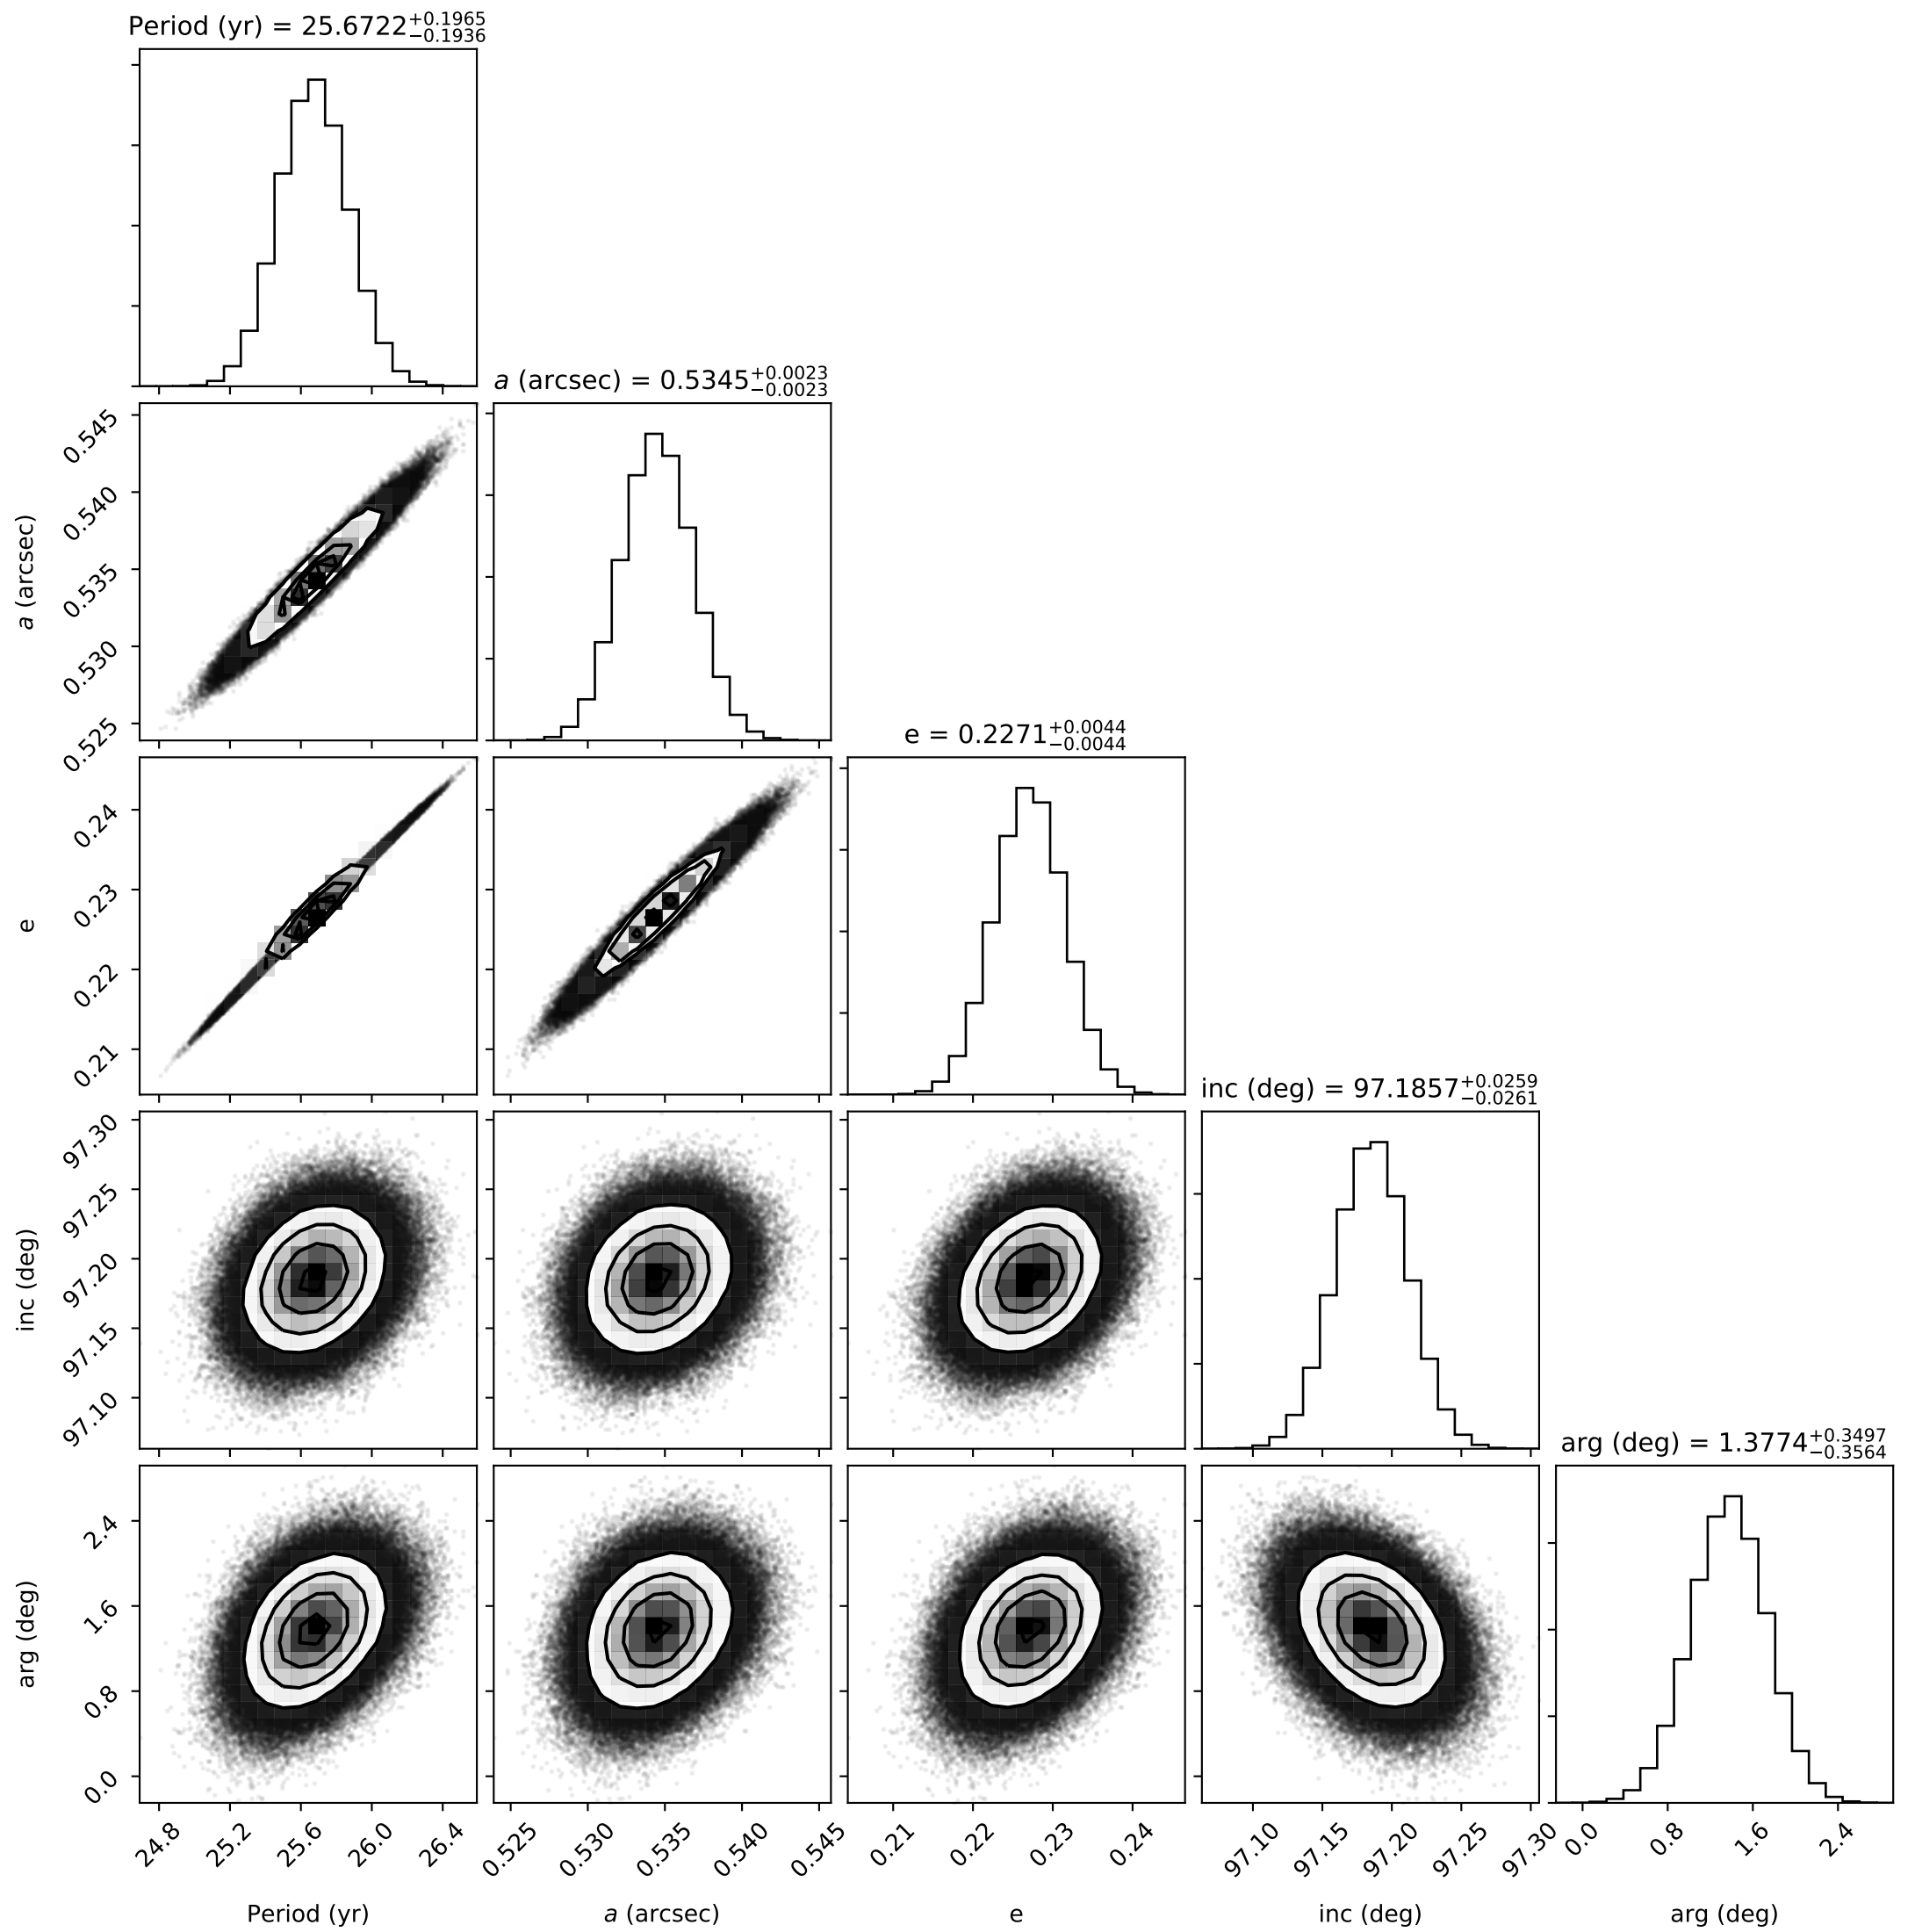 Period (yr) = 25.6722 +0.1965 −0.1936
a (arcsec) = 0.5345 +0.0023 −0.0023
0.545
0.540
0.535
0.530
0.525
a (arcsec)
e = 0.2271 +0.0044 −0.0044
0.24
0.23
0.22
0.21
e
inc (deg) = 97.1857 +0.0259 −0.0261
97.30
97.25
97.20
97.15
97.10
inc (deg)
arg (deg) = 1.3774 +0.3497 −0.3564
2.4
1.6
0.8
0.0
arg (deg)
24.8 25.2 25.6 26.0 26.4 0.525 0.530 0.535 0.540 0.545 0.21 0.22 0.23 0.24 97.10 97.15 97.20 97.25 97.30 0.0 0.8 1.6 2.4
Period (yr) a (arcsec) e inc (deg) arg (deg)